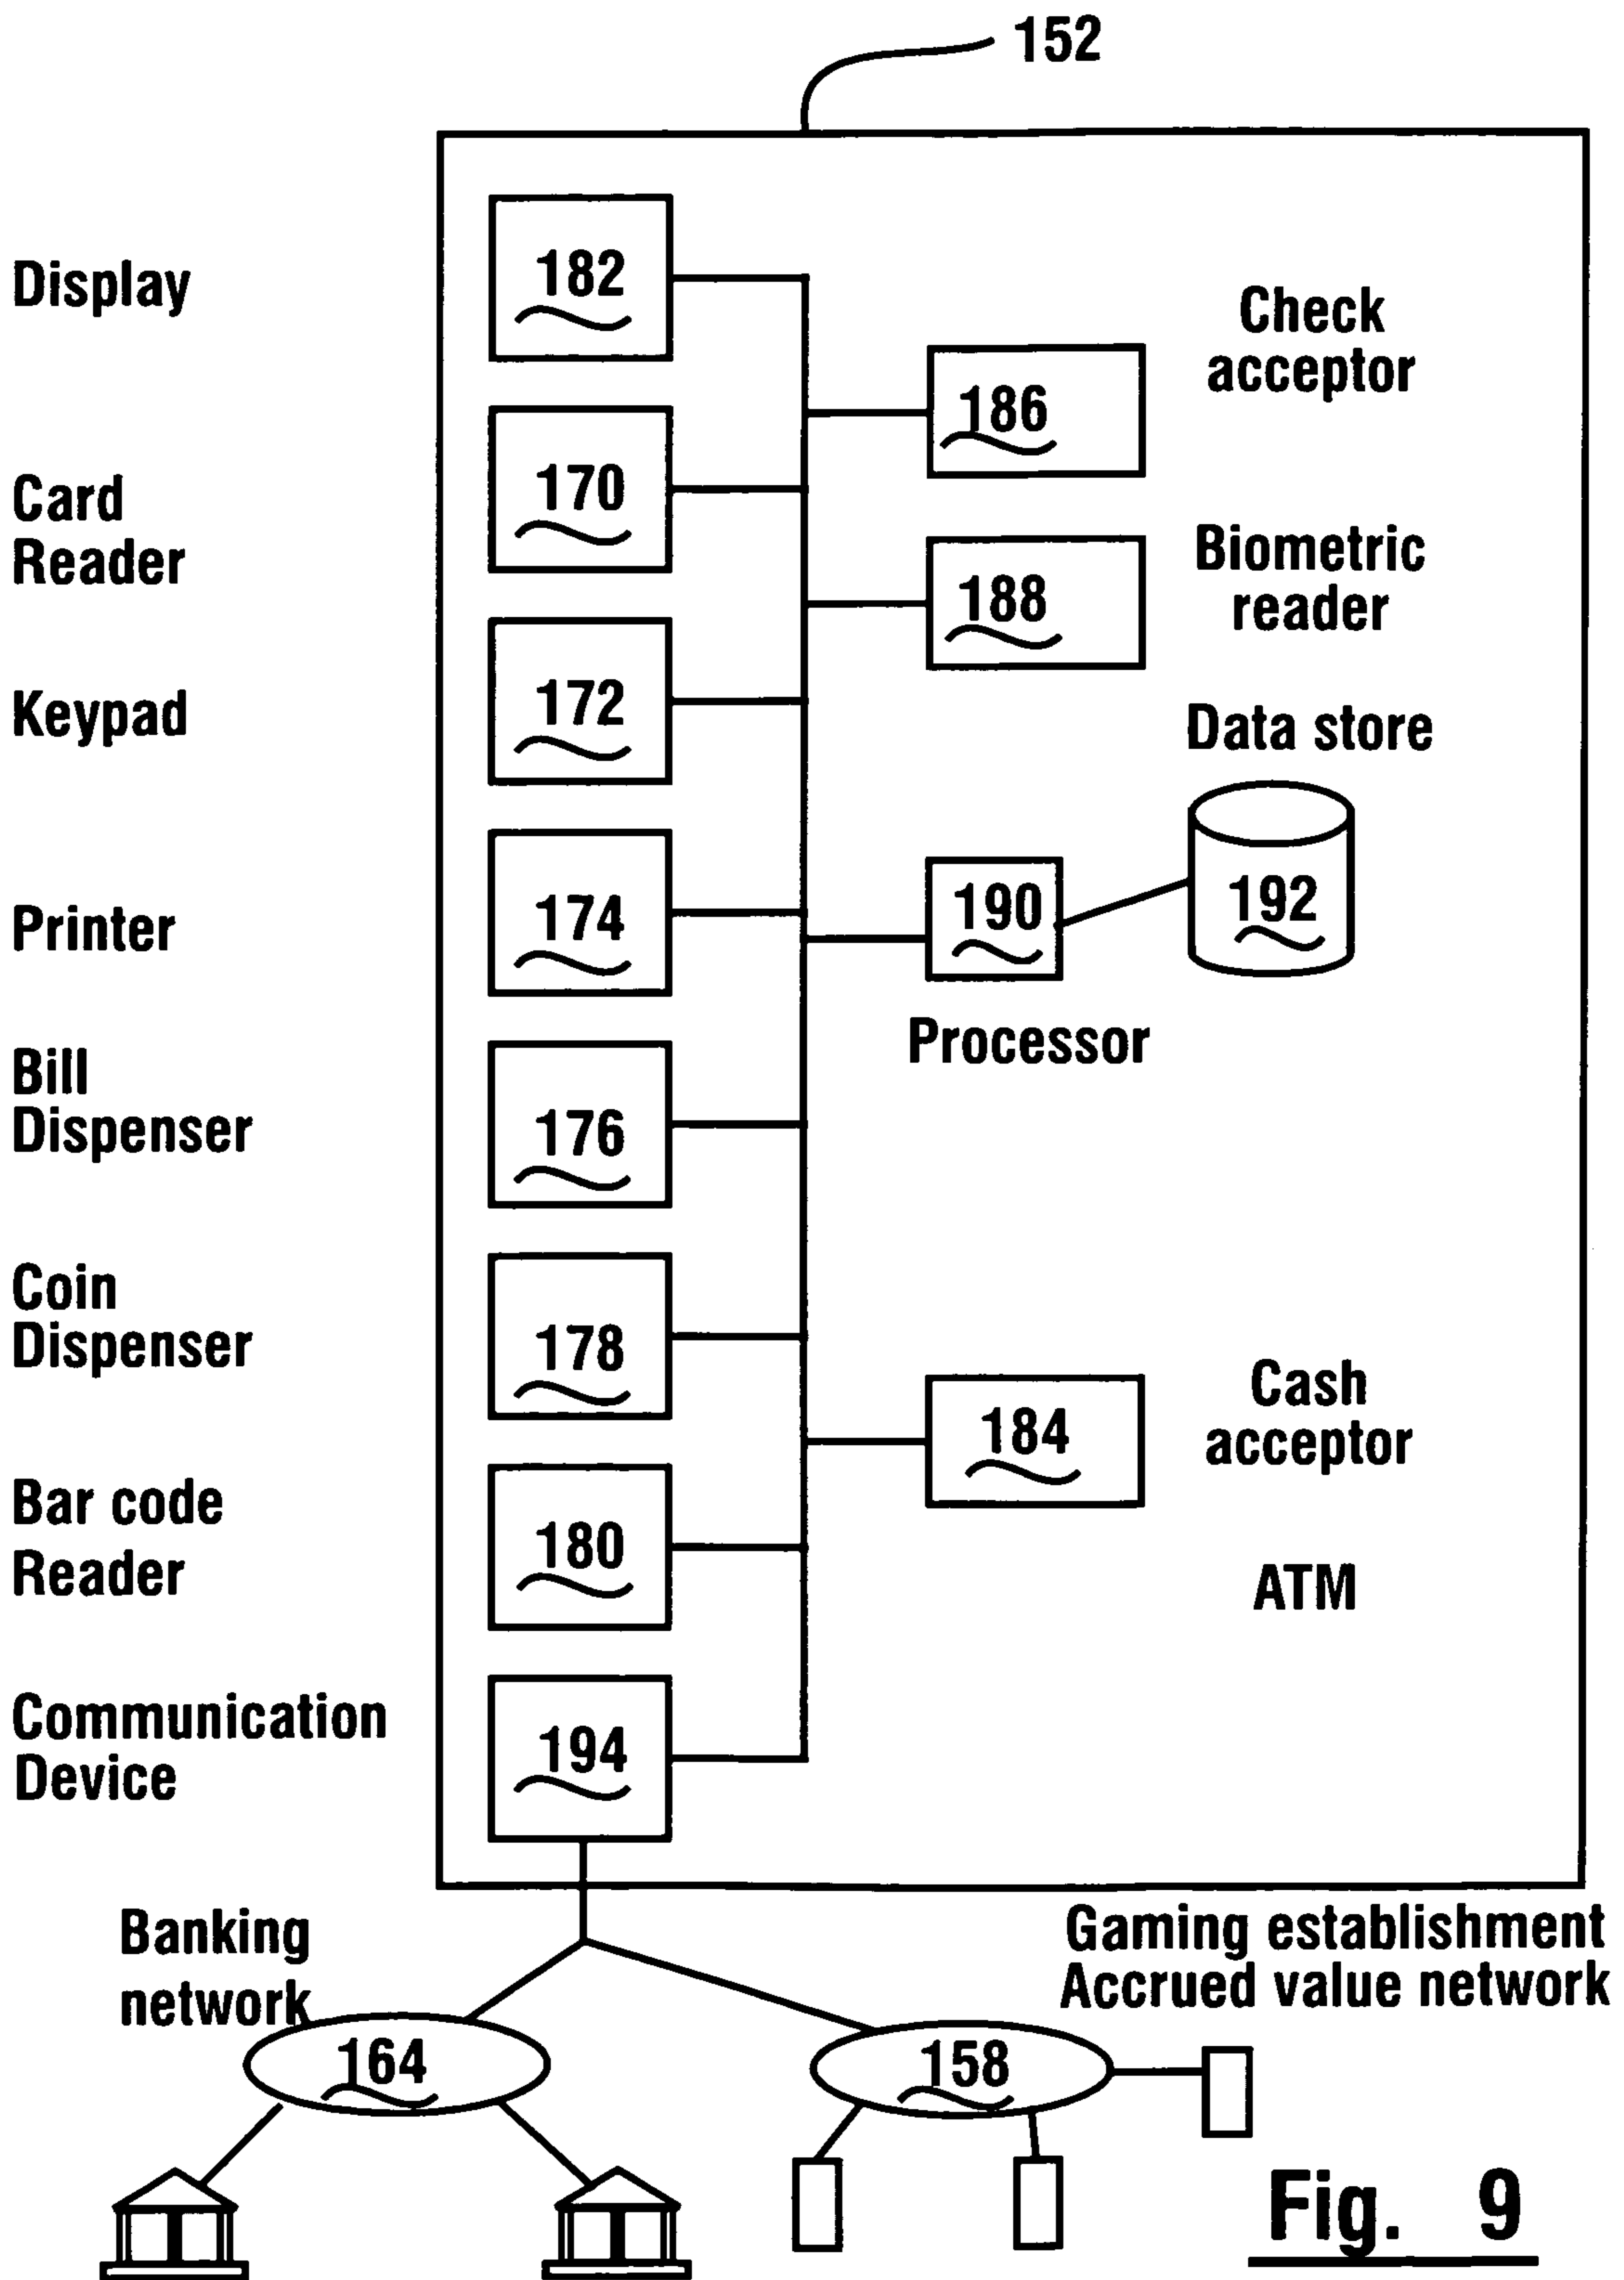 152
Display
182
Check
acceptor
186
Card
Reader
170
Biometric
reader
188
Keypad
172
Data store
192
Printer
174
190
Processor
Bill
Dispenser
176
Coin
Dispenser
178
Cash
acceptor
184
Bar code
Reader
180
ATM
Communication
Device
194
Banking
network
164
Gaming establishment
Accrued value network
158
Fig. 9